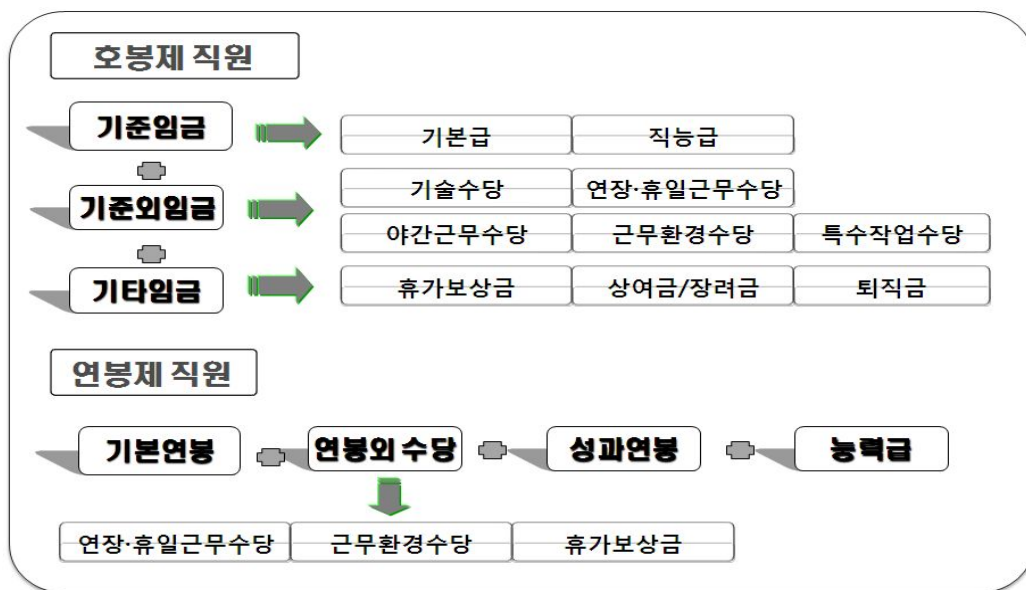 호봉제 직원
기준임금
기본급 직능급
기술수당 연장·휴일근무수당
기준외임금
야간근무수당 근무환경수당 특수작업수당
기타임금
휴가보상금 상여금/장려금 퇴직금
연봉제 직원
기본연봉 연봉외 수당 성과연봉 능력급
연장·휴일근무수당 근무환경수당 휴가보상금